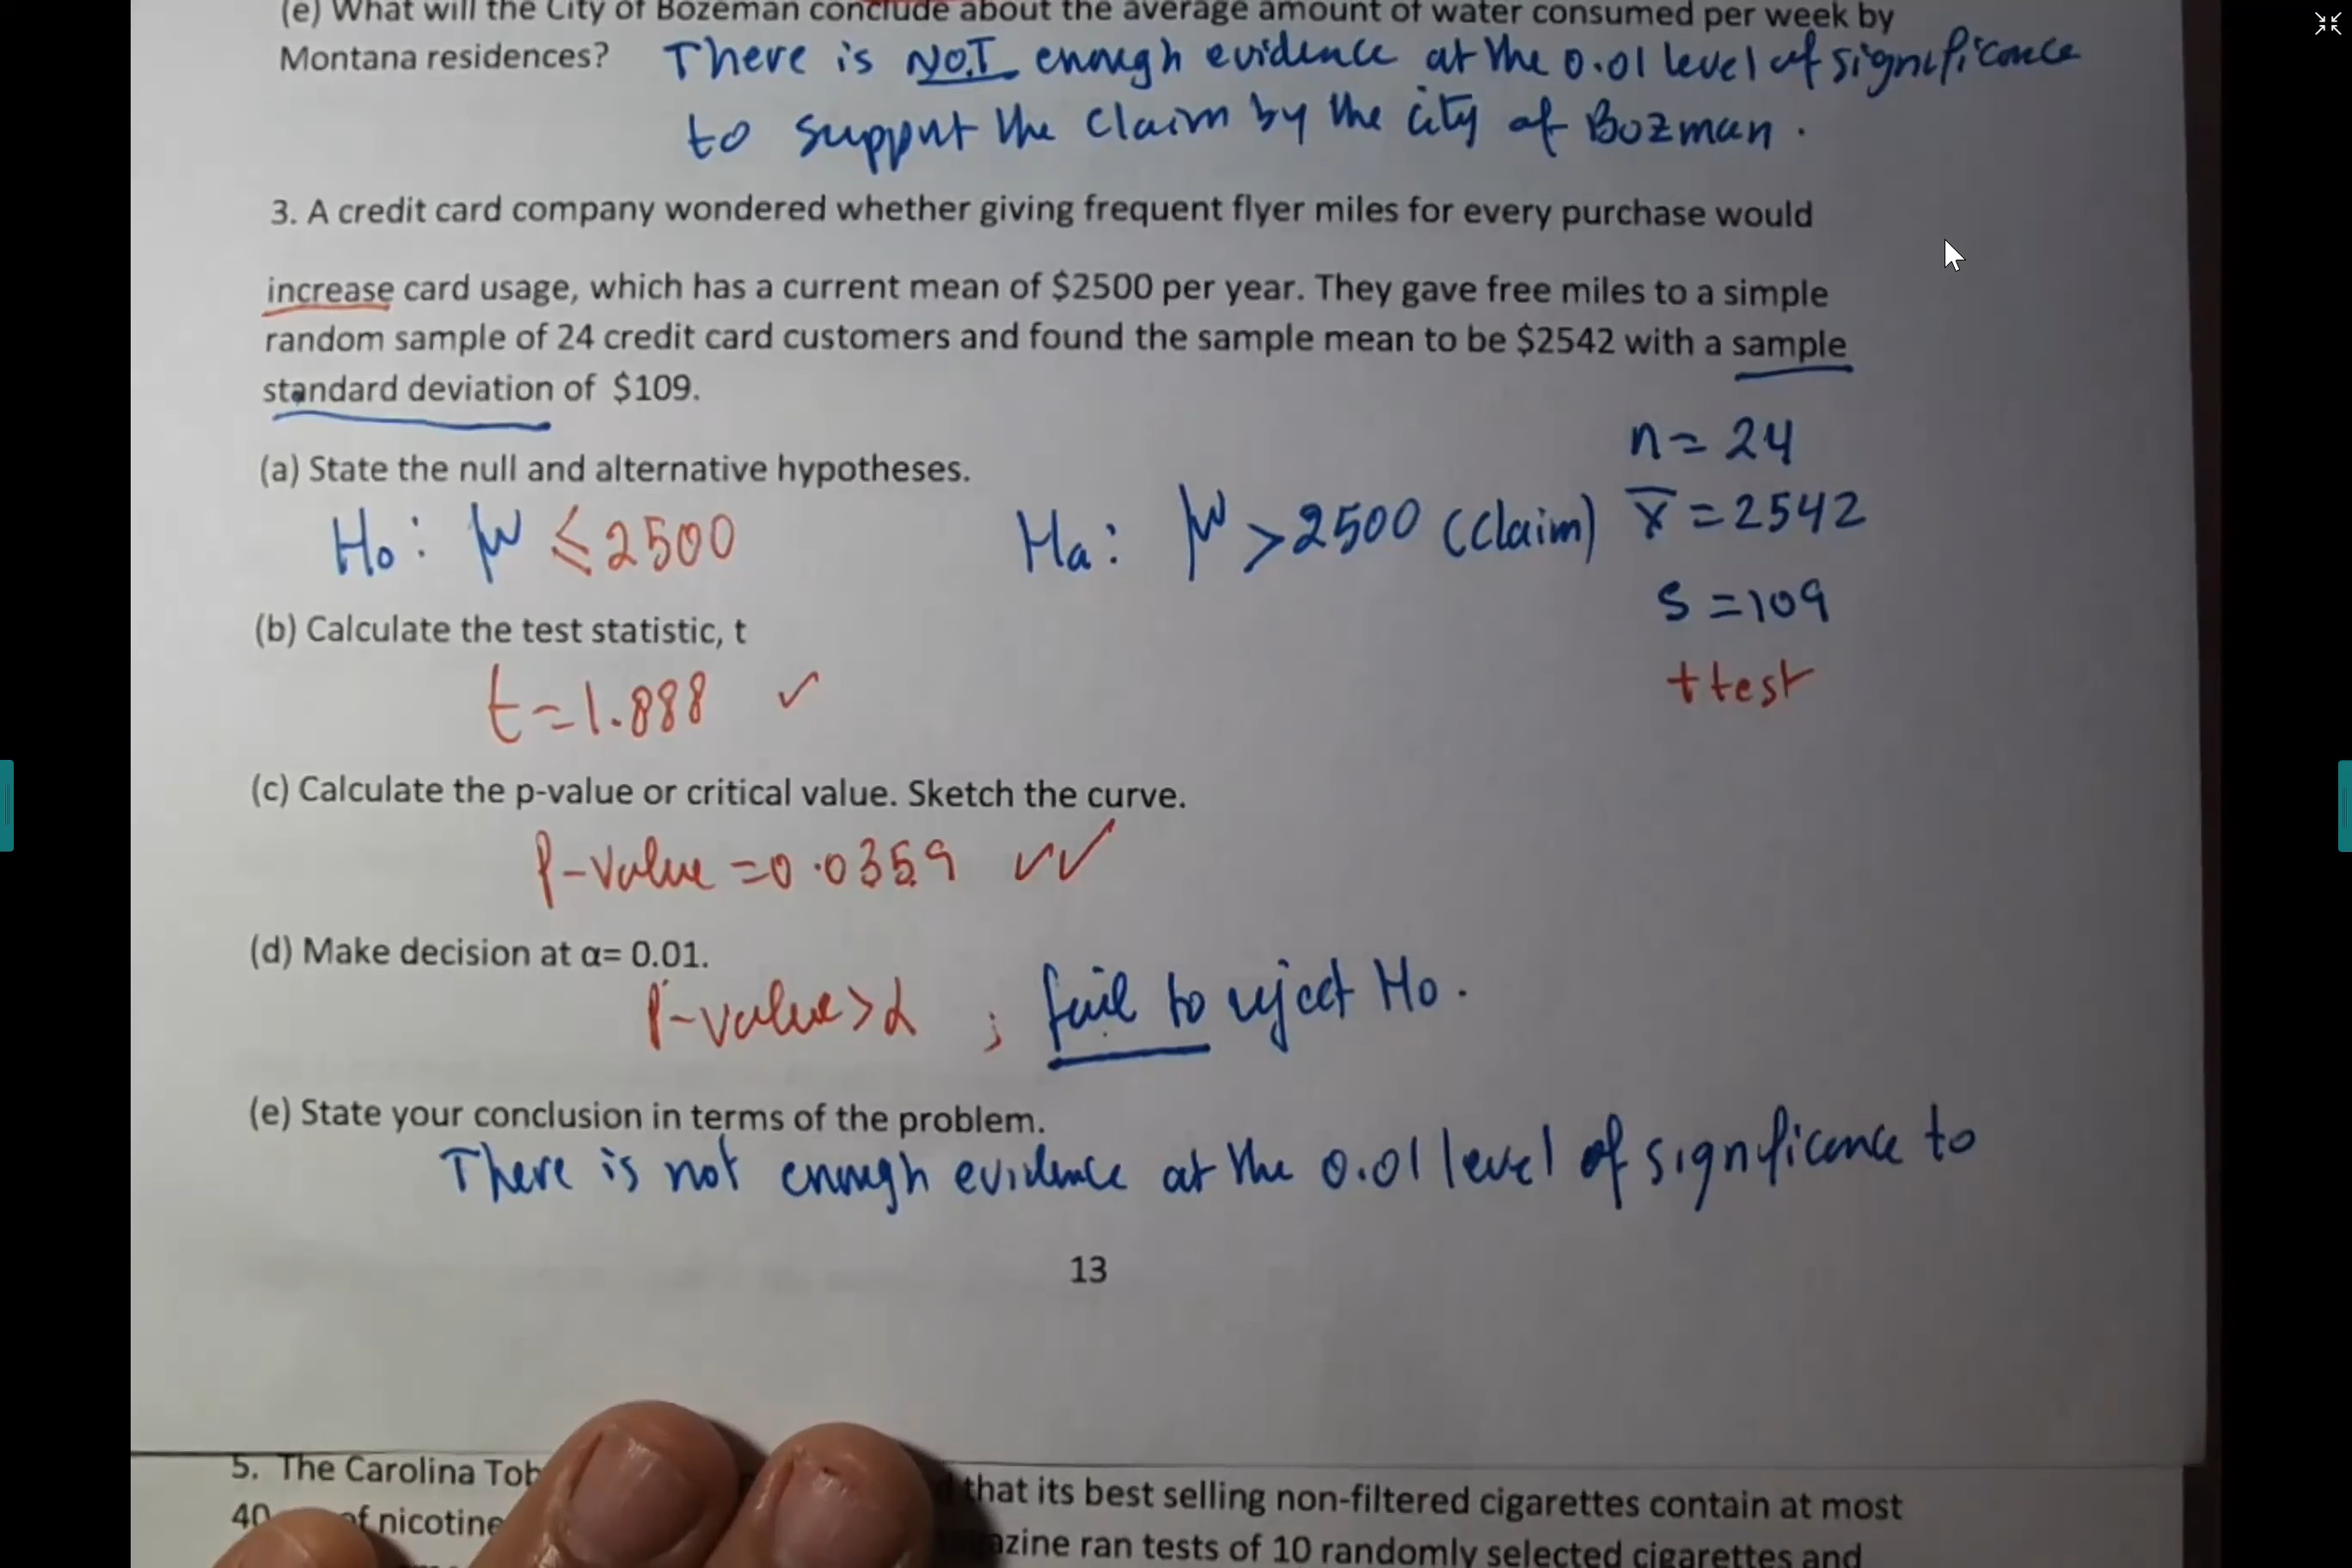 (e) What will the City of Bozeman conclude about the average amount of water consumed per week by
Montana residences? There is NOT enough evidence at the 0.01 level of significance
to support the claim by the city of Bozman.
3. A credit card company wondered whether giving frequent flyer miles for every purchase would
increase card usage, which has a current mean of $2500 per year. They gave free miles to a simple
random sample of 24 credit card customers and found the sample mean to be $2542 with a sample
standard deviation of $109.
n = 24
(a) State the null and alternative hypotheses.
H₀: μ ≤ 2500 Hₐ: μ > 2500 (Claim) x̄ = 2542
s = 109
(b) Calculate the test statistic, t
t = 1.888 ✓ t test
(c) Calculate the p-value or critical value. Sketch the curve.
P-value = 0.0359 ✓✓
(d) Make decision at α= 0.01.
P-value > α ; fail to reject H₀.
(e) State your conclusion in terms of the problem.
There is not enough evidence at the 0.01 level of significance to
13
5. The Carolina that its best selling non-filtered cigarettes contain at most
40 of nicotine ran tests of 10 randomly selected cigarettes and